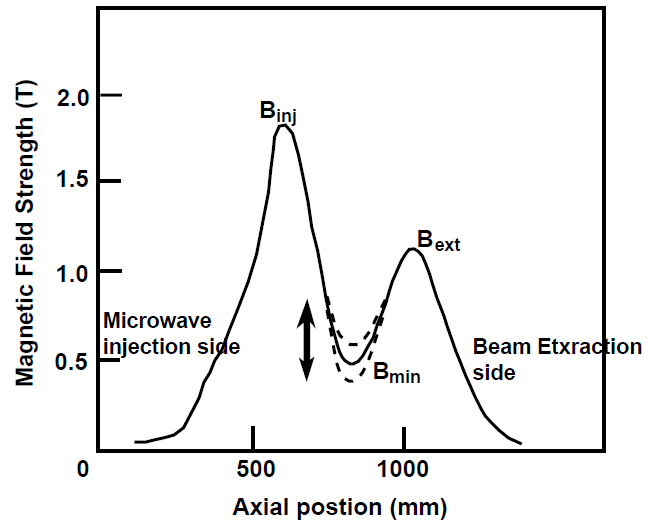 Magnetic Field Strength (T)
2.0
1.5
1.0
0.5
0
B_inj
B_ext
B_min
Microwave
injection side
Beam Etxraction
side
500
1000
Axial postion (mm)